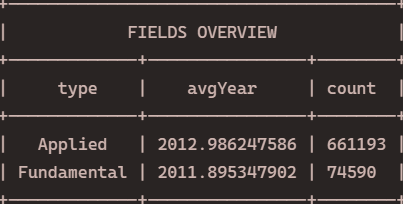 FIELDS OVERVIEW
type | avgYear | count
Applied | 2012.986247586 | 661193
Fundamental | 2011.895347902 | 74590